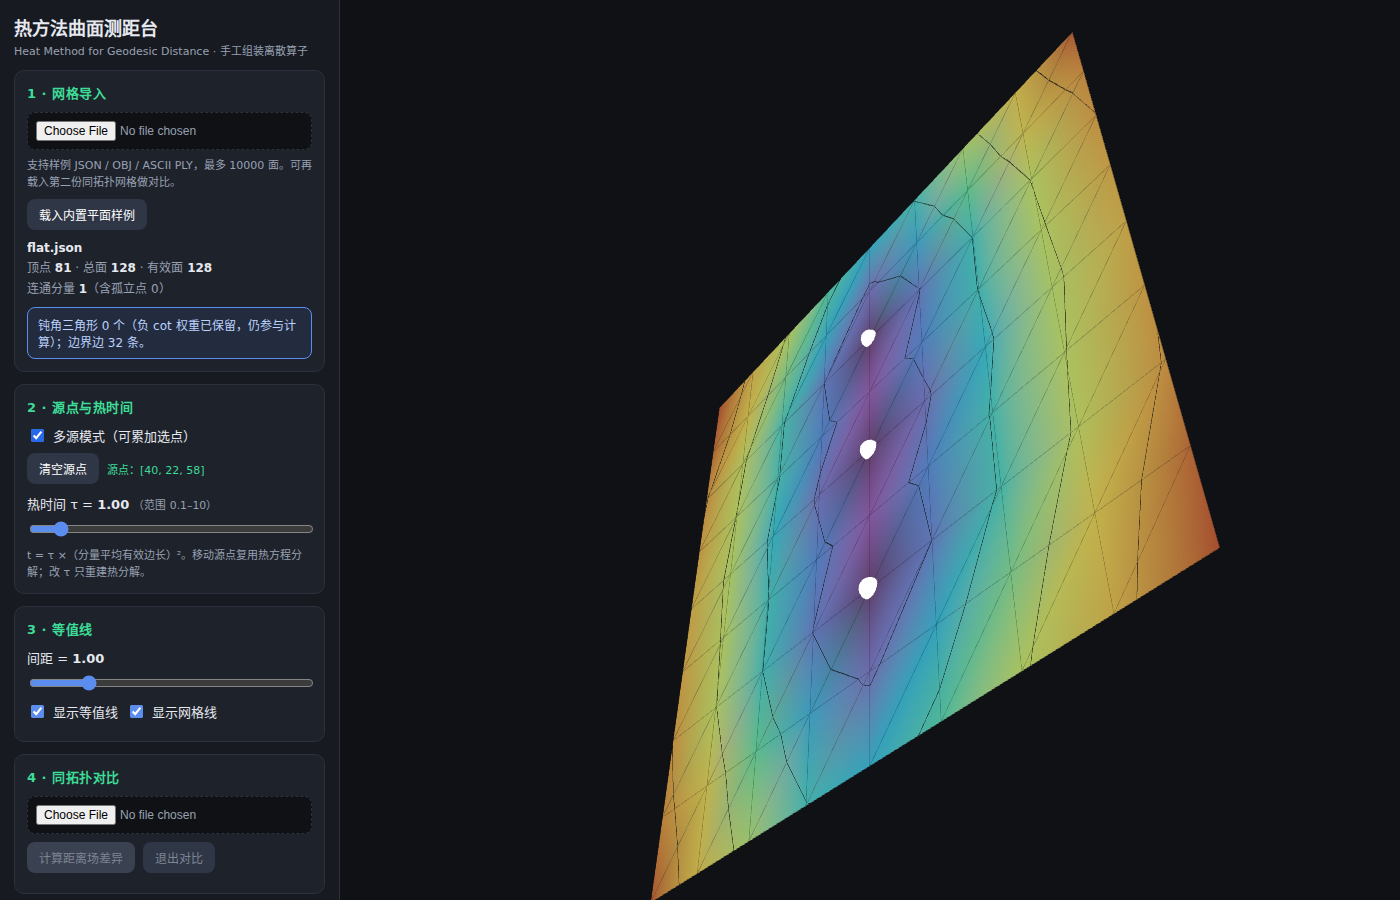 热方法曲面测距台
Heat Method for Geodesic Distance · 手工组装离散算子
1 · 网格导入
Choose File No file chosen
支持样例 JSON / OBJ / ASCII PLY，最多 10000 面。可再
载入第二份同拓扑网格做对比。
载入内置平面样例
flat.json
顶点 81 · 总面 128 · 有效面 128
连通分量 1（含孤立点 0）
钝角三角形 0 个（负 cot 权重已保留，仍参与计
算）；边界边 32 条。
2 · 源点与热时间
多源模式（可累加选点）
清空源点 源点：[40, 22, 58]
热时间 τ = 1.00 （范围 0.1–10）
t = τ ×（分量平均有效边长）²。移动源点复用热方程分
解；改 τ 只重建热分解。
3 · 等值线
间距 = 1.00
显示等值线 显示网格线
4 · 同拓扑对比
Choose File No file chosen
计算距离场差异 退出对比